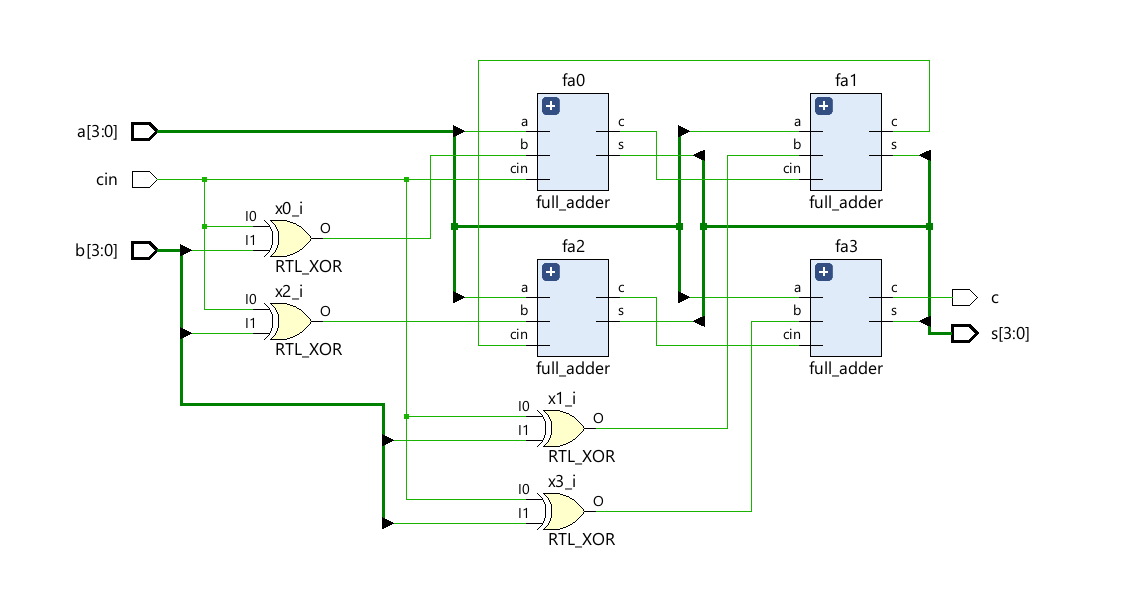 fa0
fa1
a[3:0]
a
c
a
c
b
s
b
s
cin
cin
cin
full_adder
full_adder
x0_i
I0
O
I1
b[3:0]
RTL_XOR
fa2
fa3
x2_i
I0
O
I1
RTL_XOR
a
c
a
c
c
b
s
b
s
s[3:0]
cin
cin
full_adder
full_adder
x1_i
I0
O
I1
RTL_XOR
x3_i
I0
O
I1
RTL_XOR